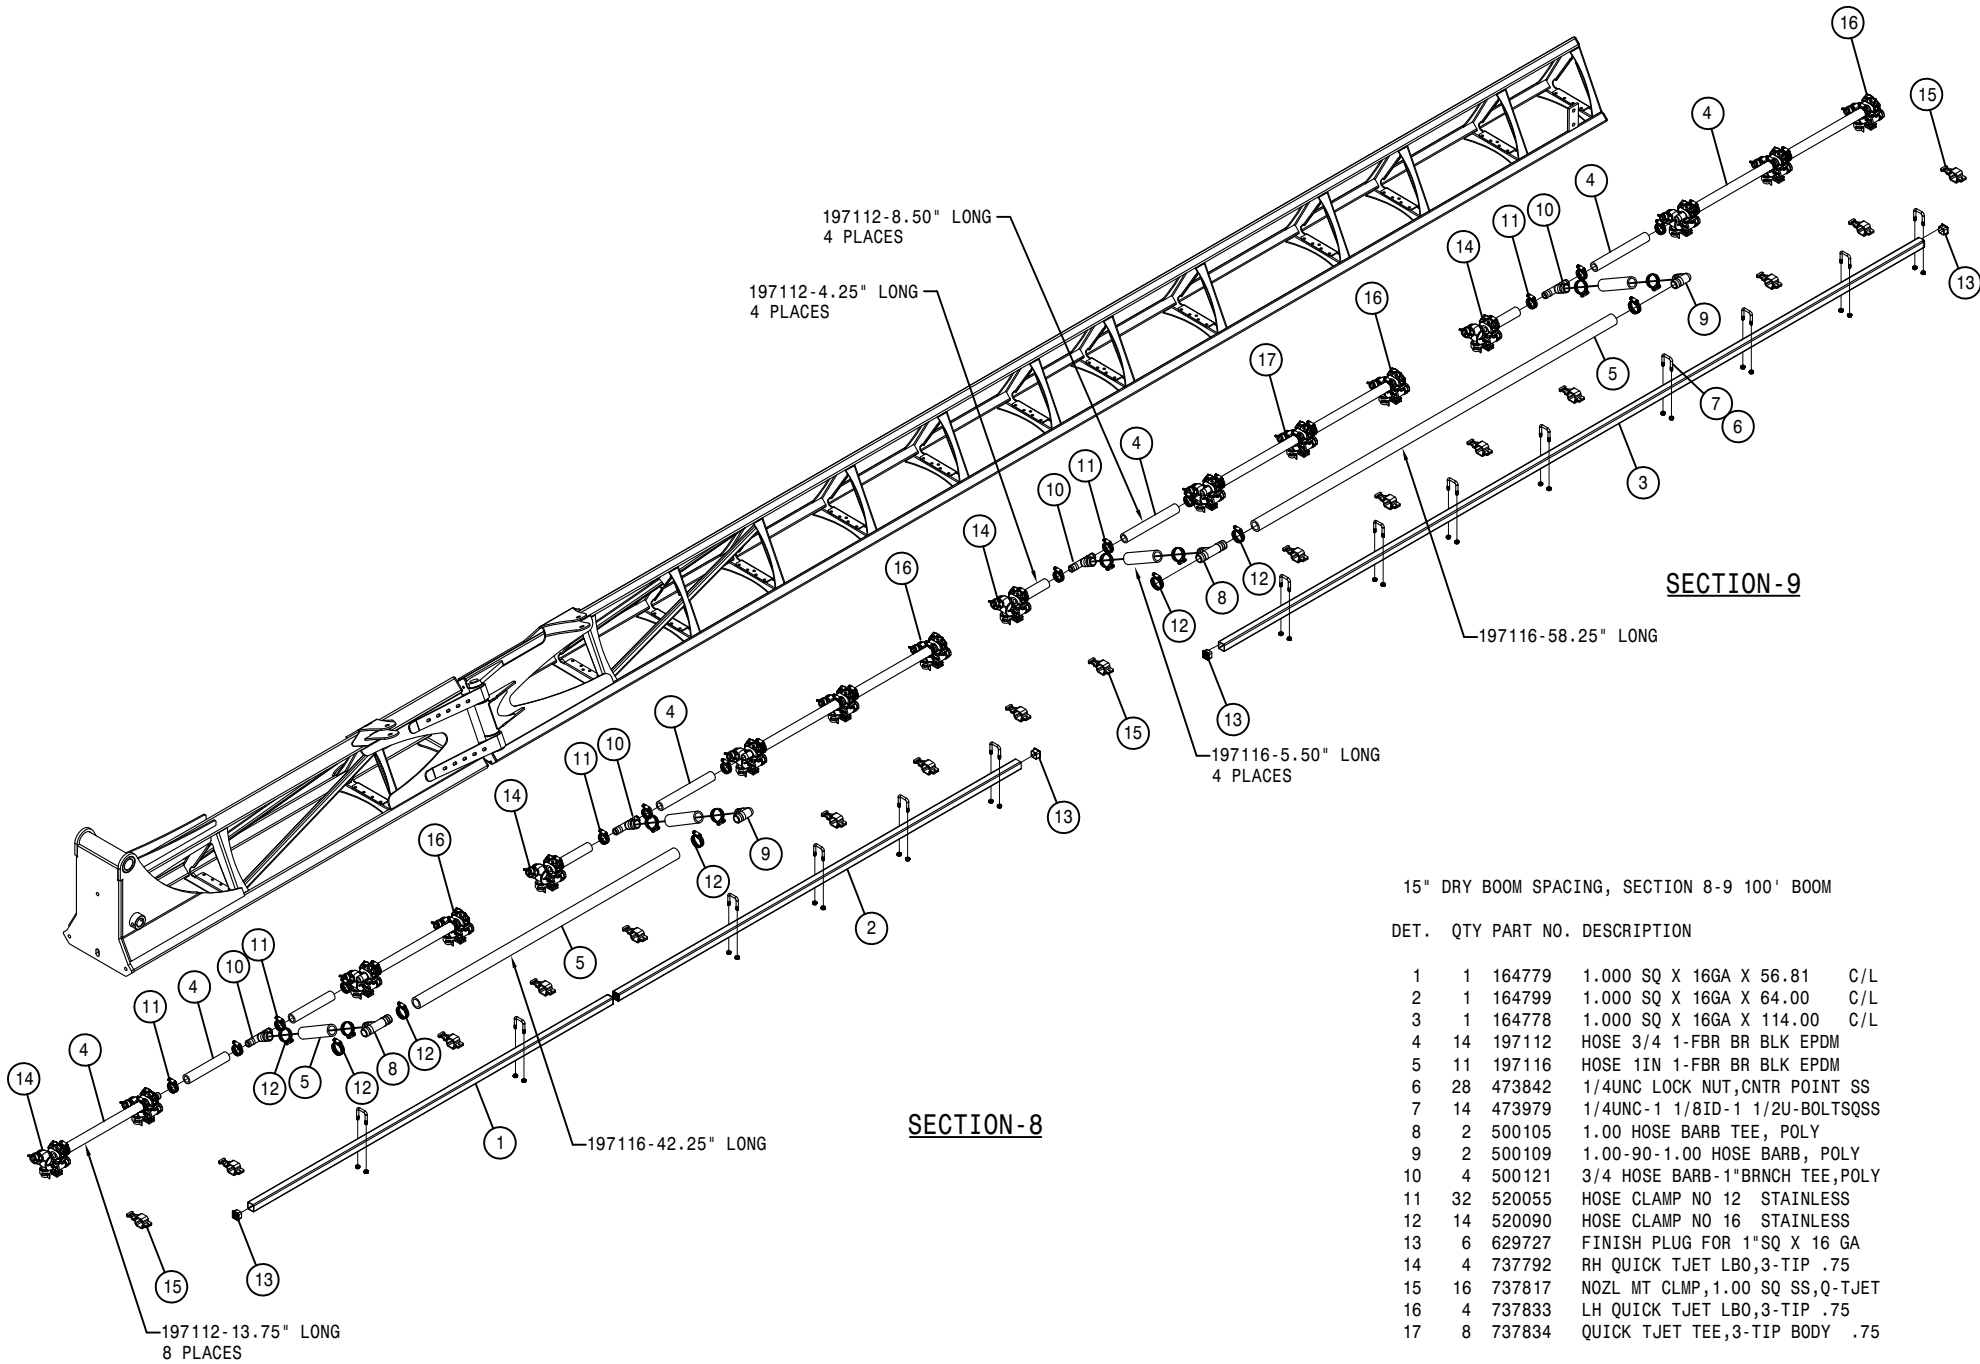 16
15
4
4
197112-8.50" LONG
4 PLACES
10
11
14
13
197112-4.25" LONG
4 PLACES
16
9
17
5
7
6
4
11
3
10
14
16
12
8
12
SECTION-9
197116-58.25" LONG
13
15
4
10
11
197116-5.50" LONG
4 PLACES
14
13
16
9
12
2
11
10
4
5
11
12
4
8
12
5
12
14
SECTION-8
1
197116-42.25" LONG
13
15
197112-13.75" LONG
8 PLACES
15" DRY BOOM SPACING, SECTION 8-9 100' BOOM
DET. QTY PART NO. DESCRIPTION
1 1 164779 1.000 SQ X 16GA X 56.81 C/L
2 1 164799 1.000 SQ X 16GA X 64.00 C/L
3 1 164778 1.000 SQ X 16GA X 114.00 C/L
4 14 197112 HOSE 3/4 1-FBR BR BLK EPDM
5 11 197116 HOSE 1IN 1-FBR BR BLK EPDM
6 28 473842 1/4UNC LOCK NUT,CNTR POINT SS
7 14 473979 1/4UNC-1 1/8ID-1 1/2U-BOLTSQSS
8 2 500105 1.00 HOSE BARB TEE, POLY
9 2 500109 1.00-90-1.00 HOSE BARB, POLY
10 4 500121 3/4 HOSE BARB-1"BRNCH TEE,POLY
11 32 520055 HOSE CLAMP NO 12 STAINLESS
12 14 520090 HOSE CLAMP NO 16 STAINLESS
13 6 629727 FINISH PLUG FOR 1"SQ X 16 GA
14 4 737792 RH QUICK TJET LBO,3-TIP .75
15 16 737817 NOZL MT CLMP,1.00 SQ SS,Q-TJET
16 4 737833 LH QUICK TJET LBO,3-TIP .75
17 8 737834 QUICK TJET TEE,3-TIP BODY .75